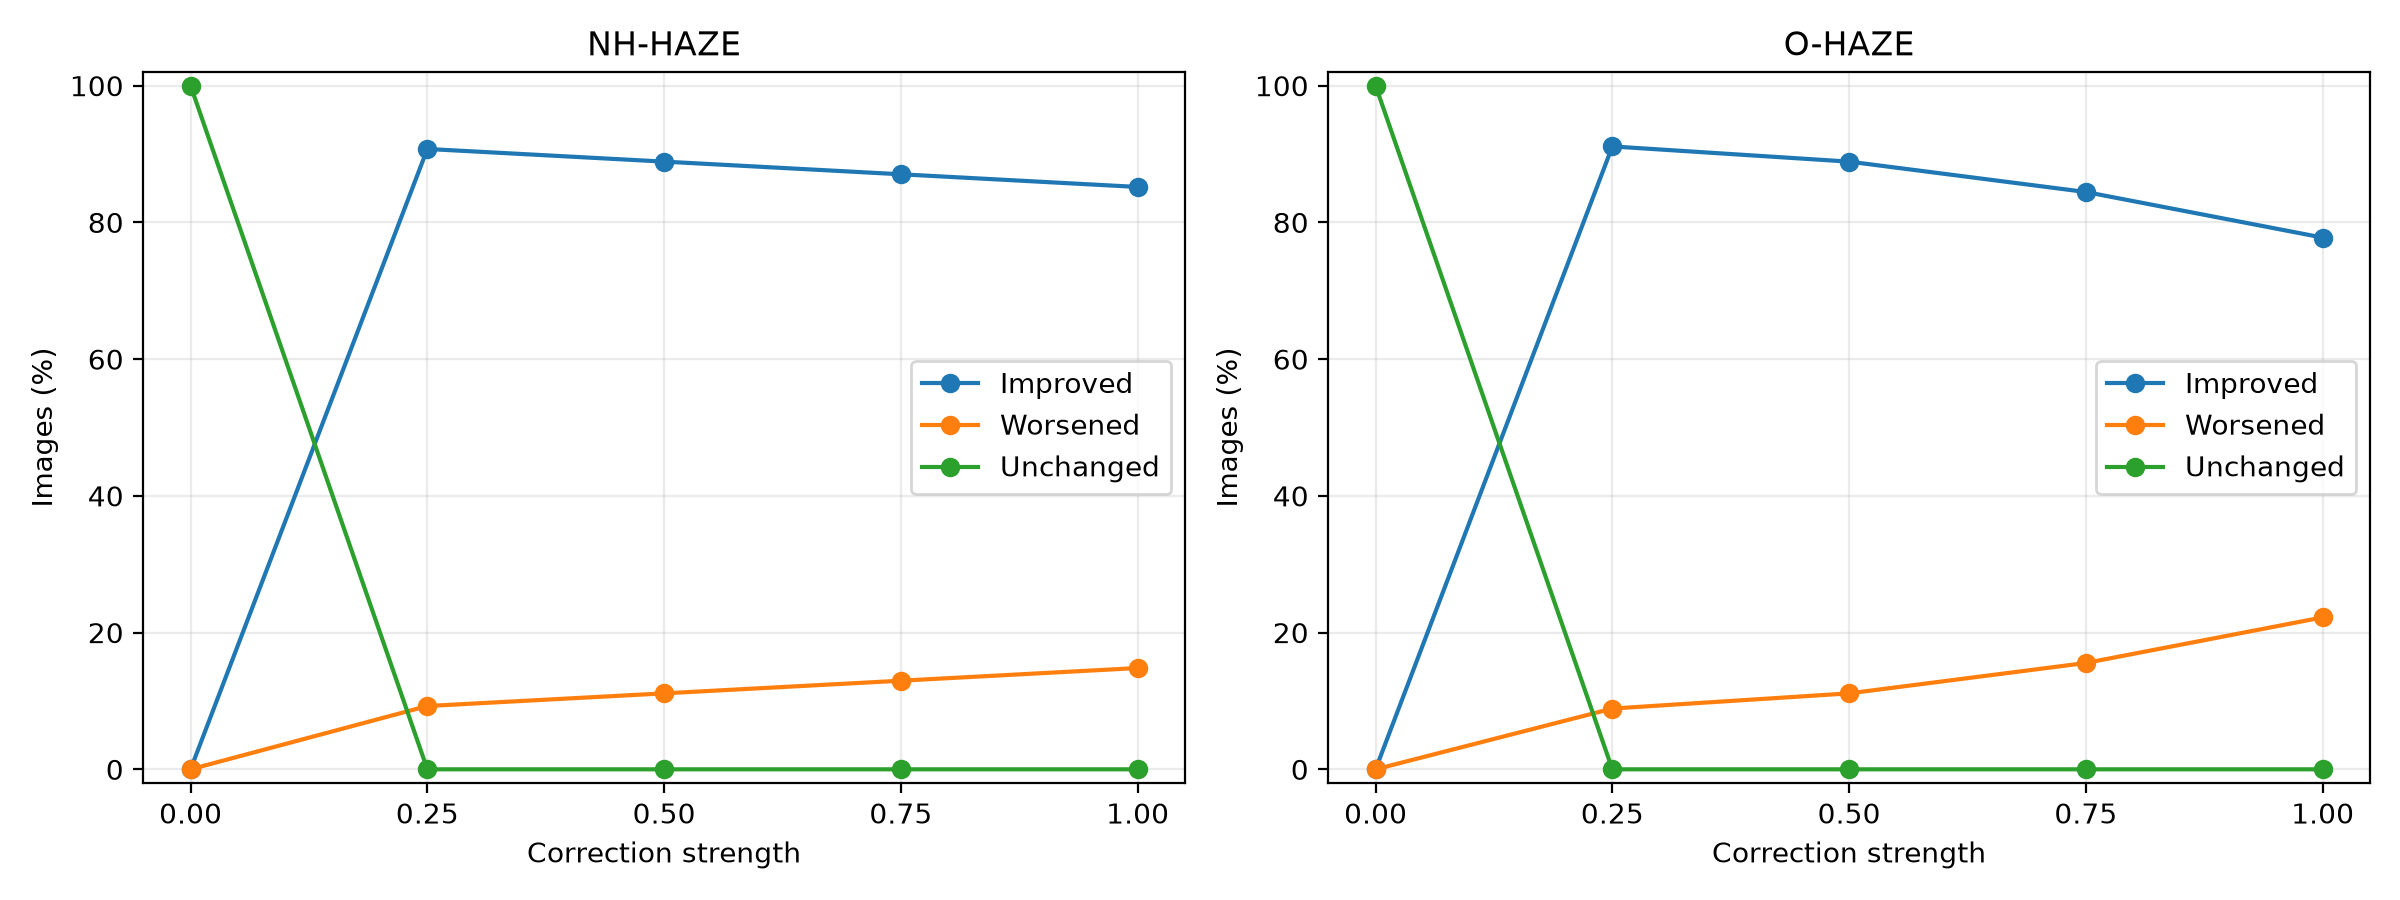 NH-HAZE
100
80
60
40
20
0
Images (%)
Improved
Worsened
Unchanged
0.00 0.25 0.50 0.75 1.00
Correction strength
O-HAZE
100
80
60
40
20
0
Images (%)
Improved
Worsened
Unchanged
0.00 0.25 0.50 0.75 1.00
Correction strength